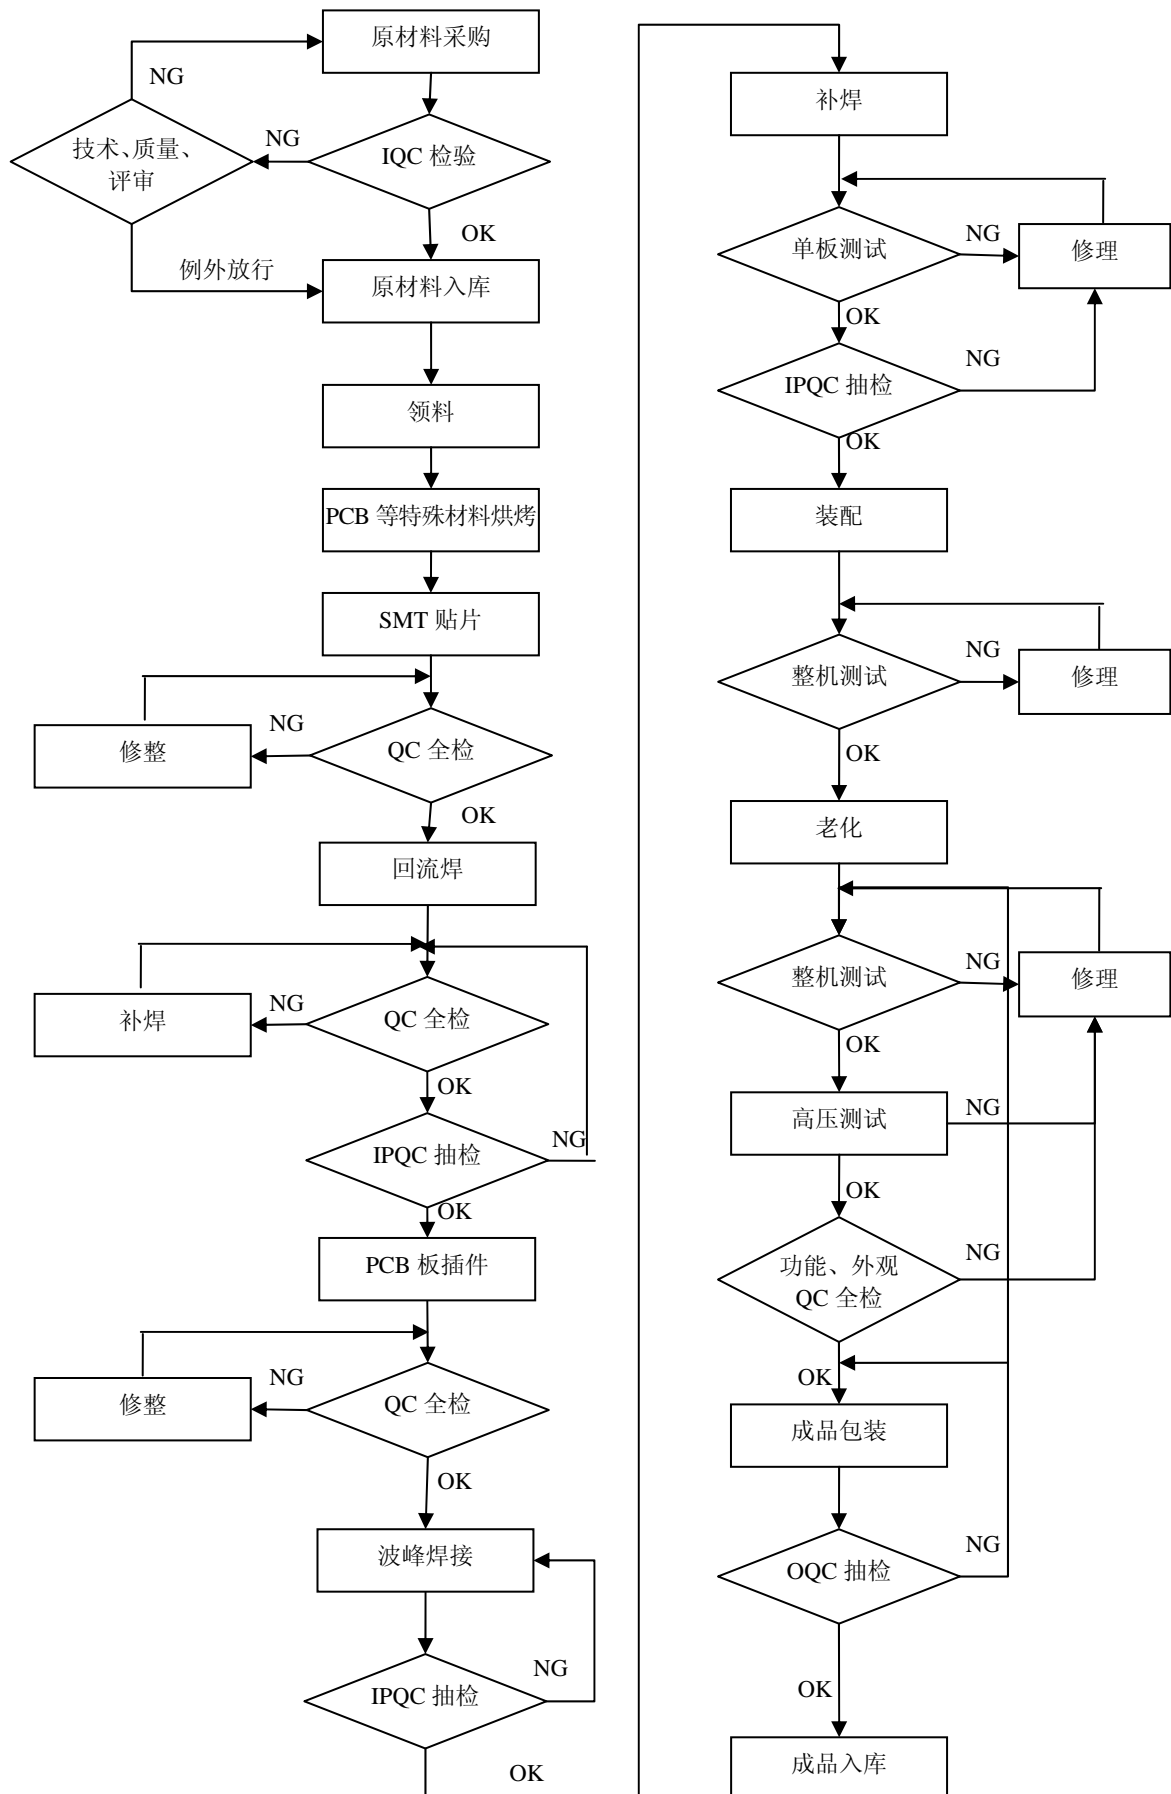 原材料采购
NG
NG
技术、质量、
评审
IQC 检验
OK
例外放行
原材料入库
领料
PCB 等特殊材料烘烤
SMT 贴片
NG
修整
QC 全检
OK
回流焊
NG
补焊
QC 全检
OK
NG
IPQC 抽检
OK
PCB 板插件
NG
修整
QC 全检
OK
波峰焊接
NG
IPQC 抽检
OK
补焊
NG
单板测试
修理
OK
NG
IPQC 抽检
OK
装配
NG
整机测试
修理
OK
老化
NG
整机测试
修理
OK
高压测试
NG
OK
NG
功能、外观
QC 全检
OK
成品包装
NG
OQC 抽检
OK
成品入库